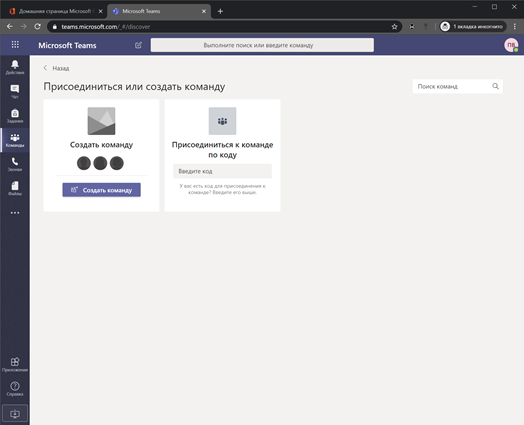 Домашняя страница Microsoft
Microsoft Teams
teams.microsoft.com/_#/discover
1 вкладка инкогнито
Microsoft Teams
Выполните поиск или введите команду
ПВ
Действия
Чат
Задания
Команды
Звонки
Файлы
Назад
Присоединиться или создать команду
Поиск команд
Создать команду
Создать команду
Присоединиться к команде
по коду
Введите код
У вас есть код для присоединения к
команде? Введите его выше.
Приложения
Справка